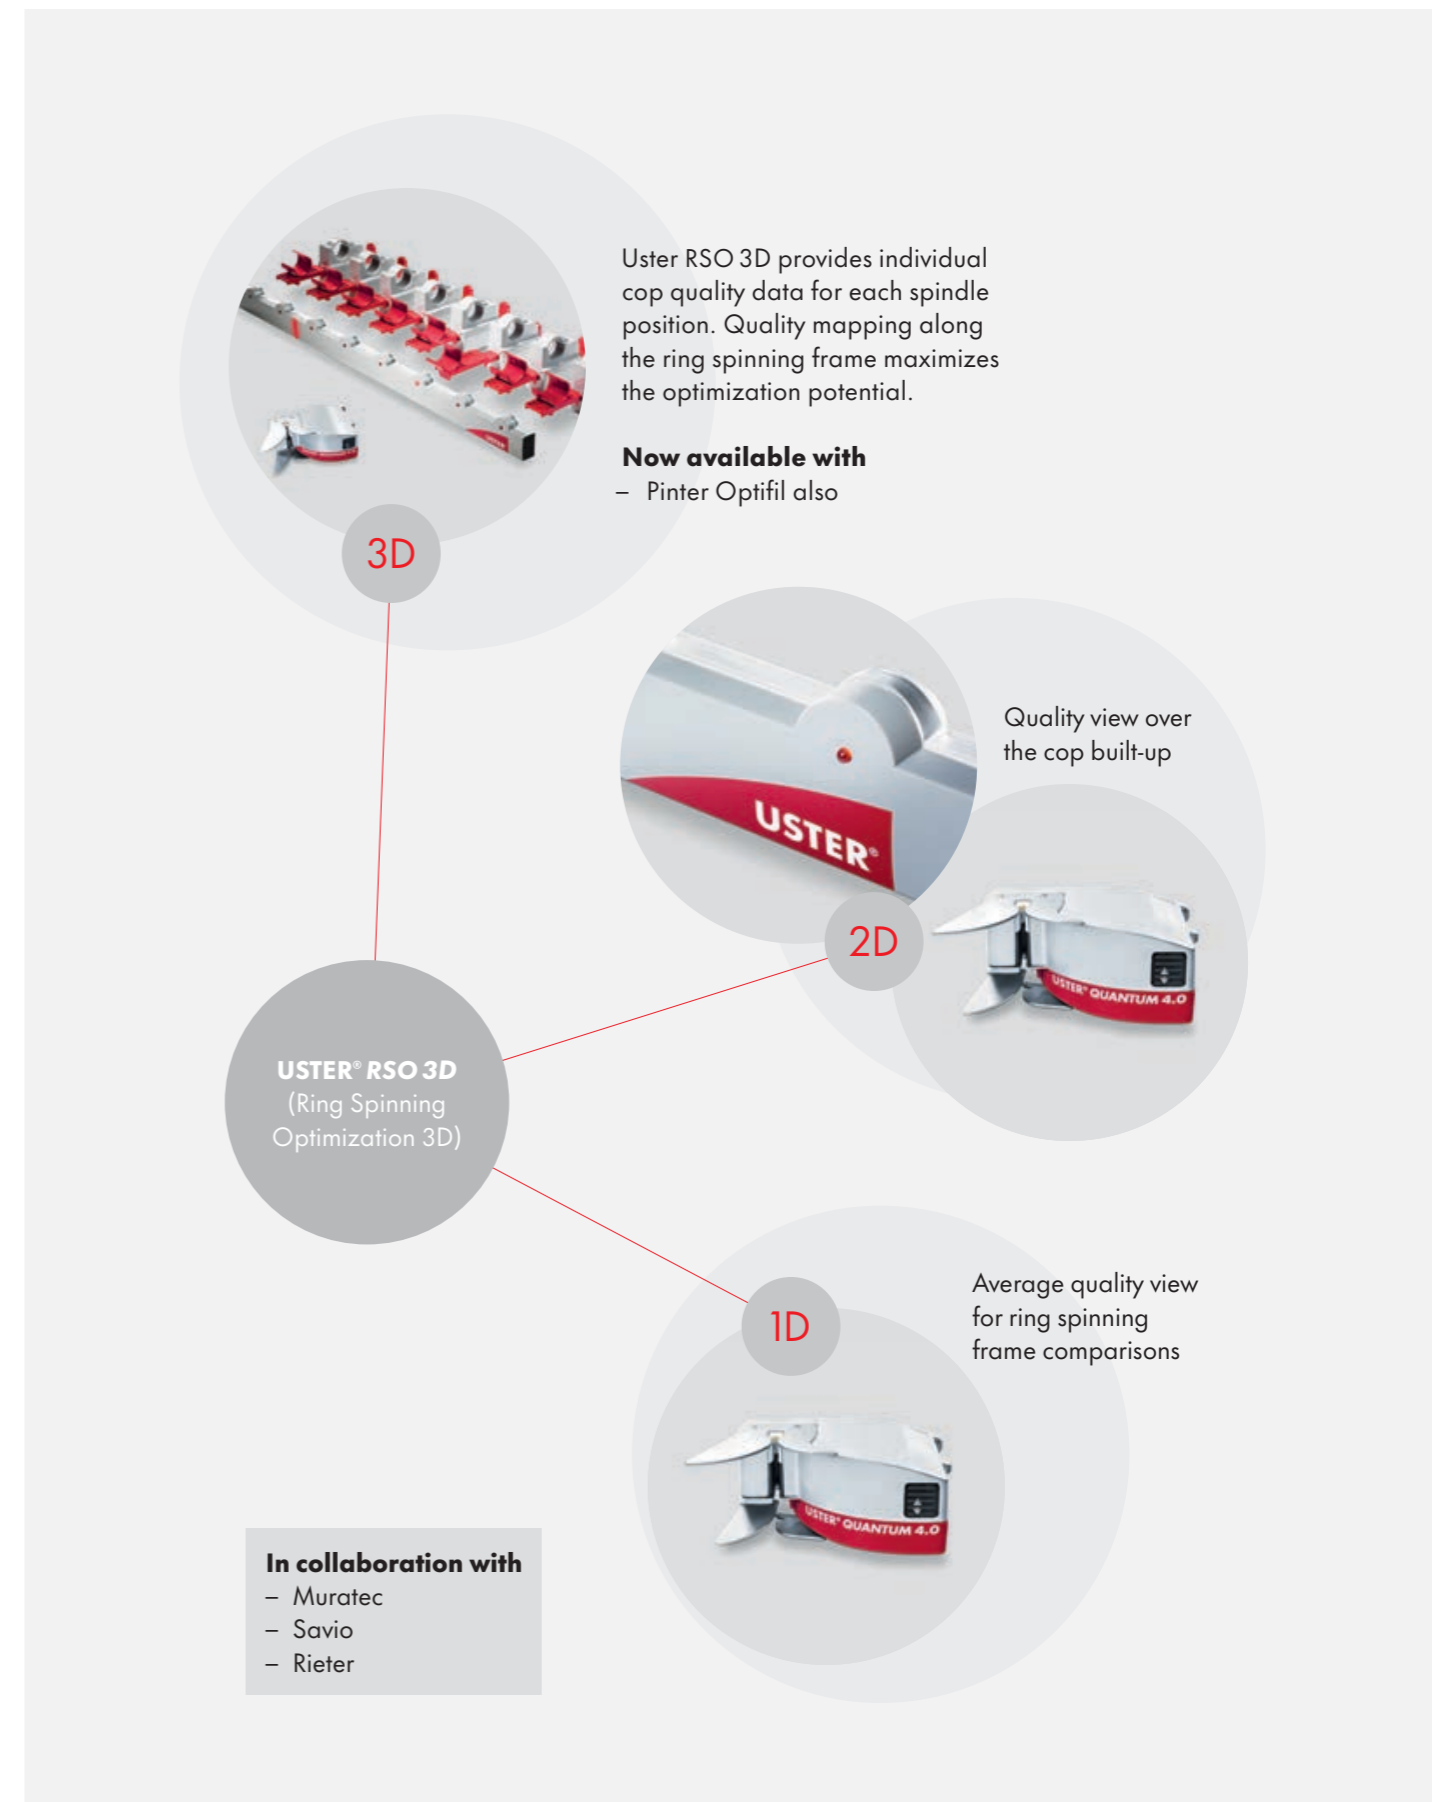 Uster RSO 3D provides individual
cop quality data for each spindle
position. Quality mapping along
the ring spinning frame maximizes
the optimization potential.
Now available with
– Pinter Optifil also
USTER
3D
Quality view over
the cop built-up
USTER®
2D
USTER® QUANTUM 4.0
USTER® RSO 3D
(Ring Spinning
Optimization 3D)
1D
Average quality view
for ring spinning
frame comparisons
USTER® QUANTUM 4.0
In collaboration with
– Muratec
– Savio
– Rieter